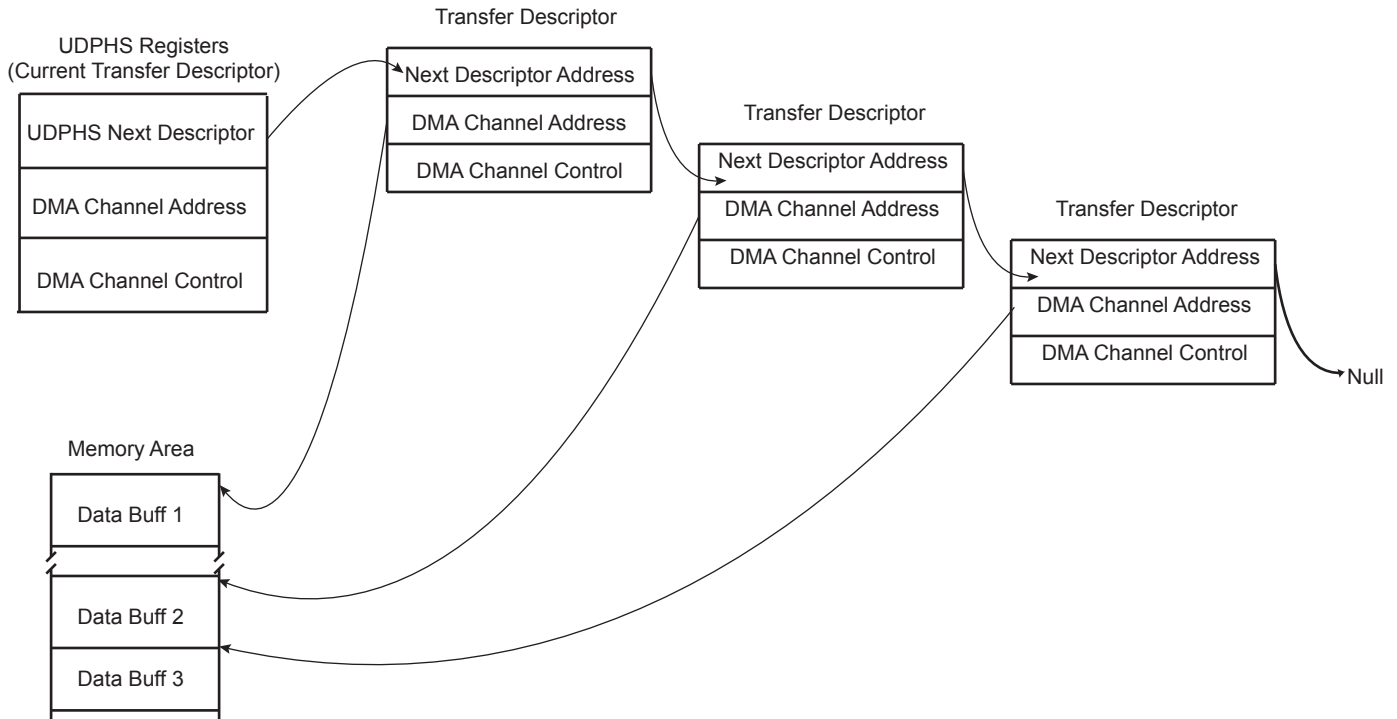 UDPHS Registers
(Current Transfer Descriptor)
UDPHS Next Descriptor
DMA Channel Address
DMA Channel Control
Transfer Descriptor
Next Descriptor Address
DMA Channel Address
DMA Channel Control
Transfer Descriptor
Next Descriptor Address
DMA Channel Address
DMA Channel Control
Transfer Descriptor
Next Descriptor Address
DMA Channel Address
DMA Channel Control
Null
Memory Area
Data Buff 1
Data Buff 2
Data Buff 3